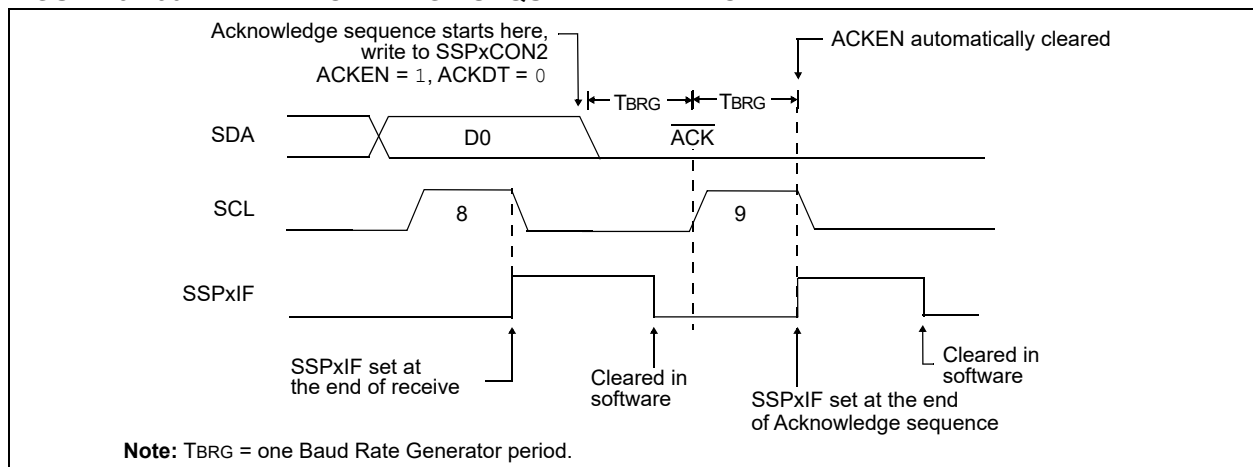 Acknowledge sequence starts here,
write to SSPxCON2
ACKEN = 1, ACKDT = 0
ACKEN automatically cleared
TBRG
TBRG
SDA
D0
ACK
SCL
8
9
SSPxIF
SSPxIF set at
the end of receive
Cleared in
software
SSPxIF set at the end
of Acknowledge sequence
Cleared in
software
Note: TBRG = one Baud Rate Generator period.